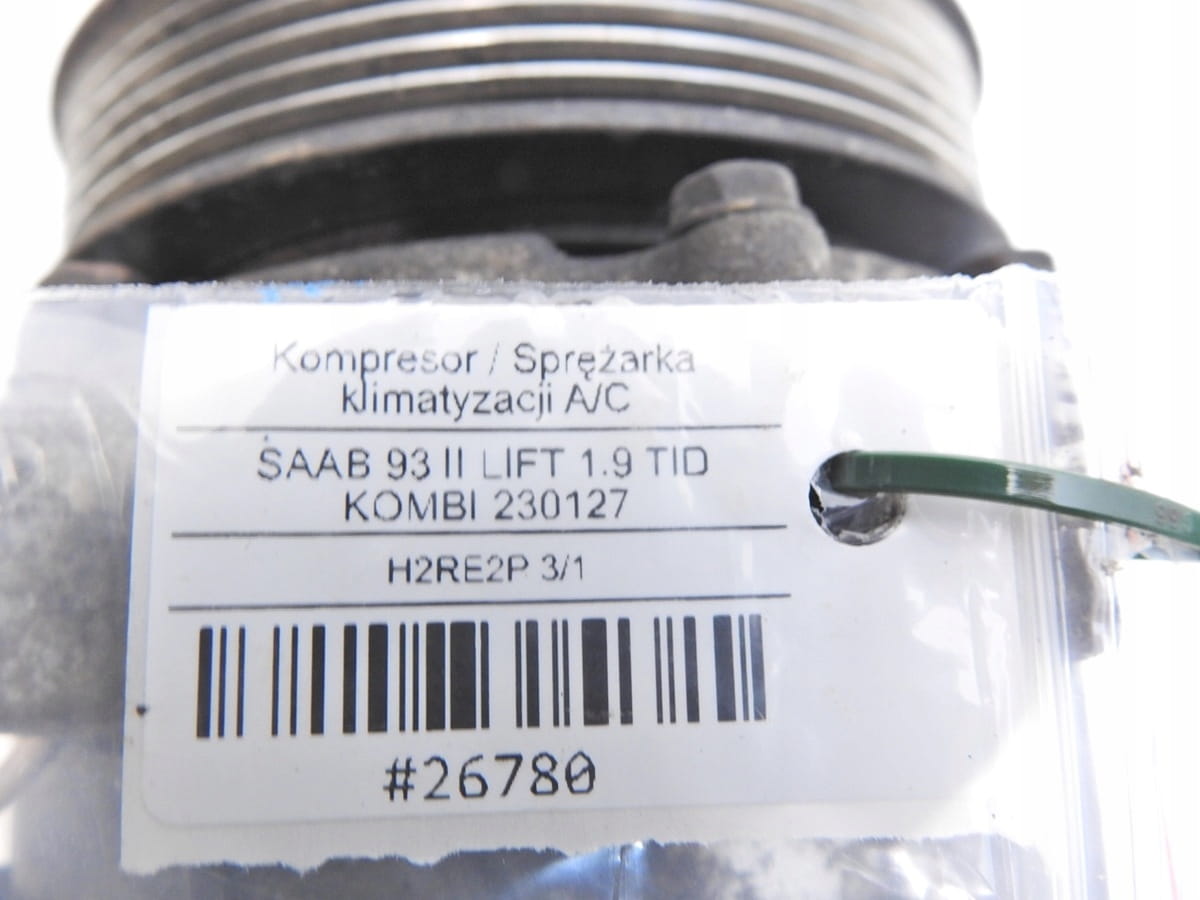 Kompresor / Sprężarka
klimatyzacji A/C
SAAB 93 II LIFT 1.9 TID
KOMBI 230127
H2RE2P 3/1
#26780